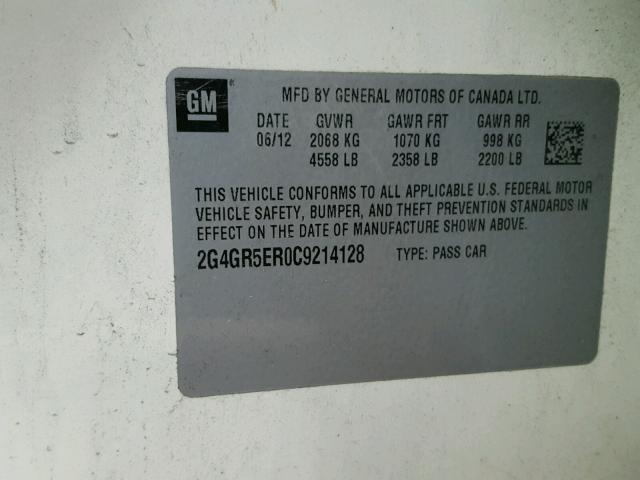 GM
MFD BY GENERAL MOTORS OF CANADA LTD.
DATE GVWR GAWR FRT GAWR RR
06/12 2068 KG 1070 KG 998 KG
4558 LB 2358 LB 2200 LB
THIS VEHICLE CONFORMS TO ALL APPLICABLE U.S. FEDERAL MOTOR
VEHICLE SAFETY, BUMPER, AND THEFT PREVENTION STANDARDS IN
EFFECT ON THE DATE OF MANUFACTURE SHOWN ABOVE.
2G4GR5ER0C9214128 TYPE: PASS CAR